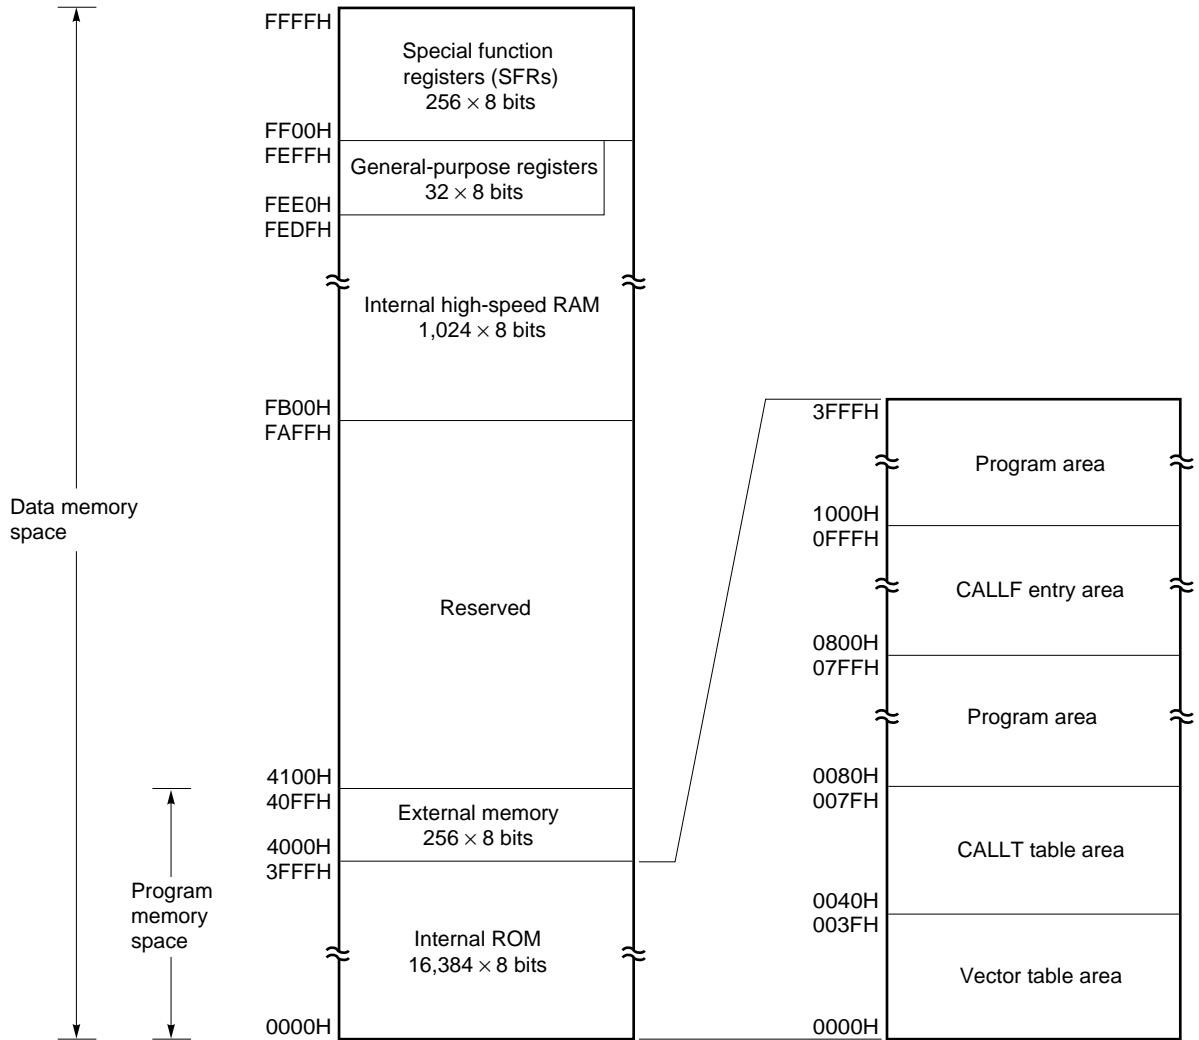 FFFFH
Special function
registers (SFRs)
256 × 8 bits
FF00H
FEFFH
General-purpose registers
32 × 8 bits
FEE0H
FEDFH
Internal high-speed RAM
1,024 × 8 bits
FB00H
FAFFH
Data memory
space
Reserved
4100H
40FFH
External memory
256 × 8 bits
4000H
3FFFH
Program
memory
space
Internal ROM
16,384 × 8 bits
0000H
3FFFH
Program area
1000H
0FFFH
CALLF entry area
0800H
07FFH
Program area
0080H
007FH
CALLT table area
0040H
003FH
Vector table area
0000H